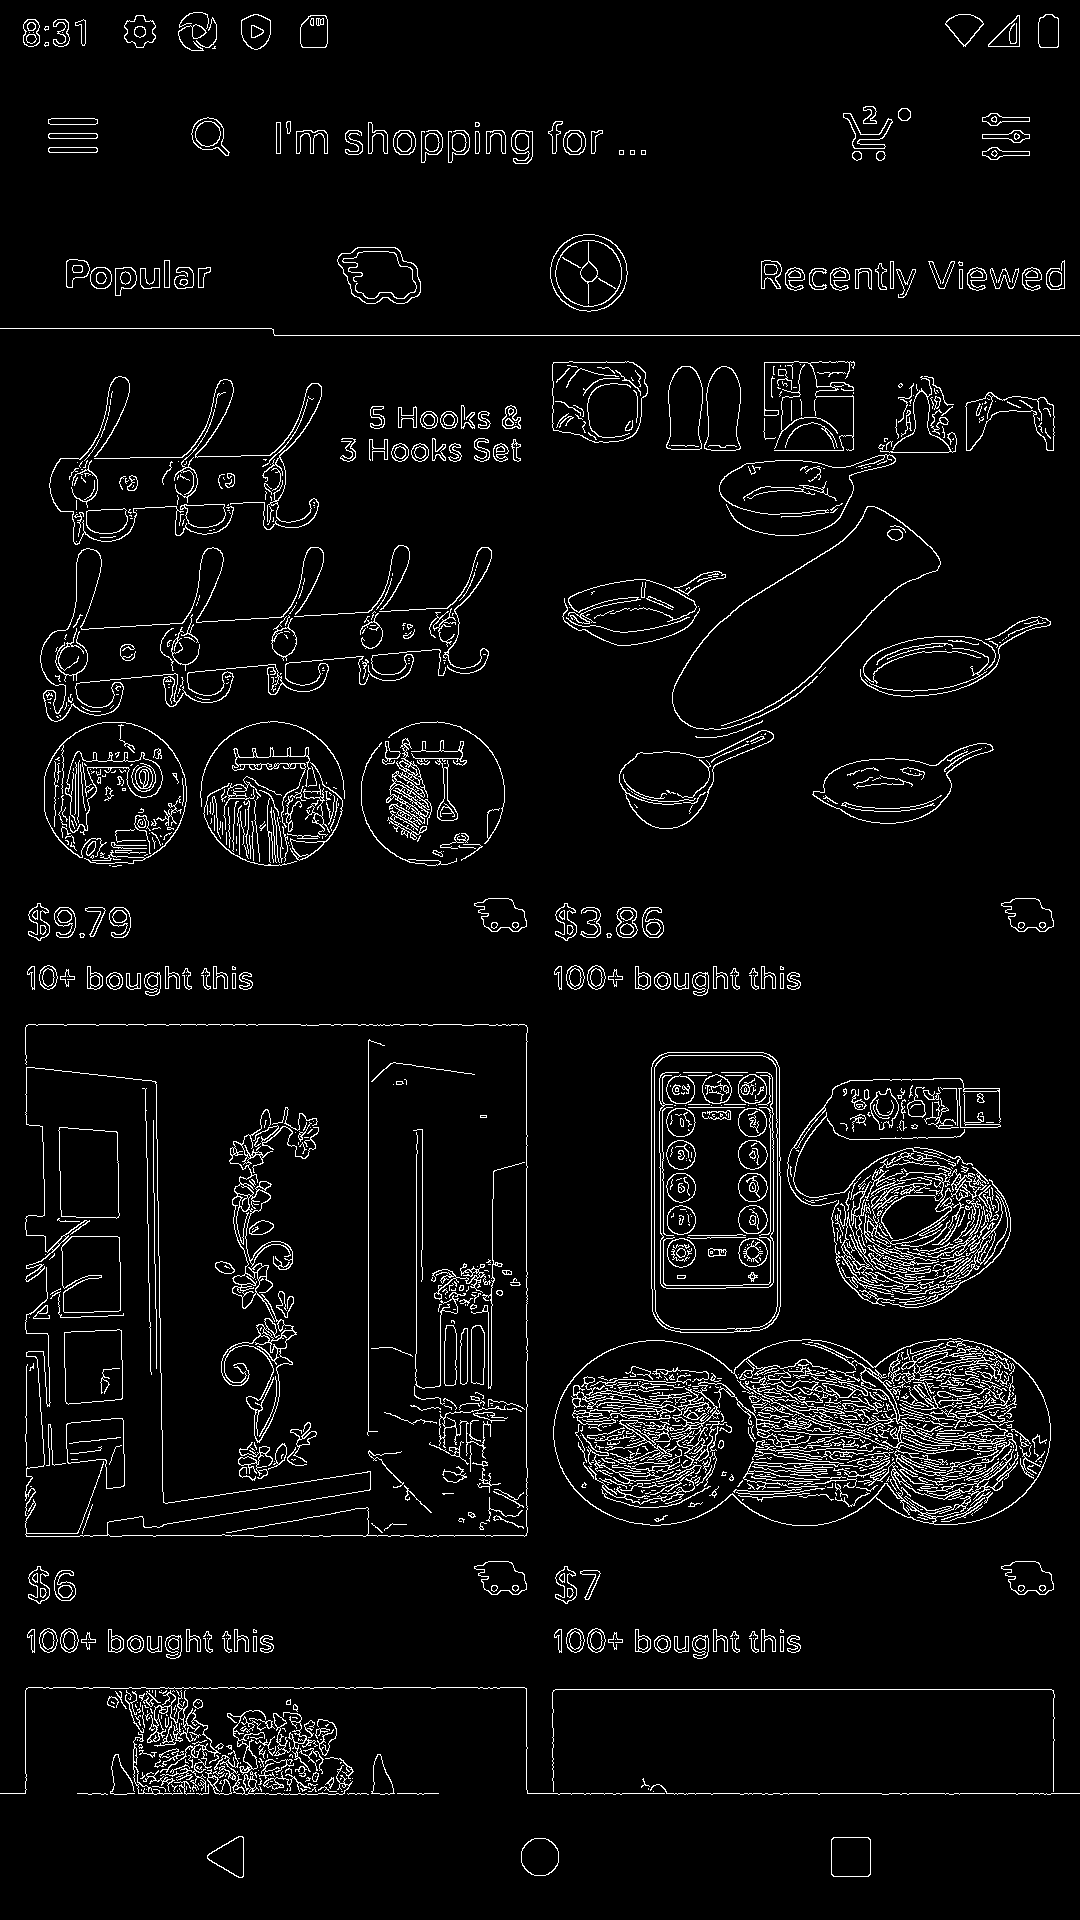 8:31
I'm shopping for ...
2
Popular
Recently Viewed
5 Hooks &
3 Hooks Set
$9.79
$3.86
10+ bought this
100+ bought this
$6
$7
100+ bought this
100+ bought this